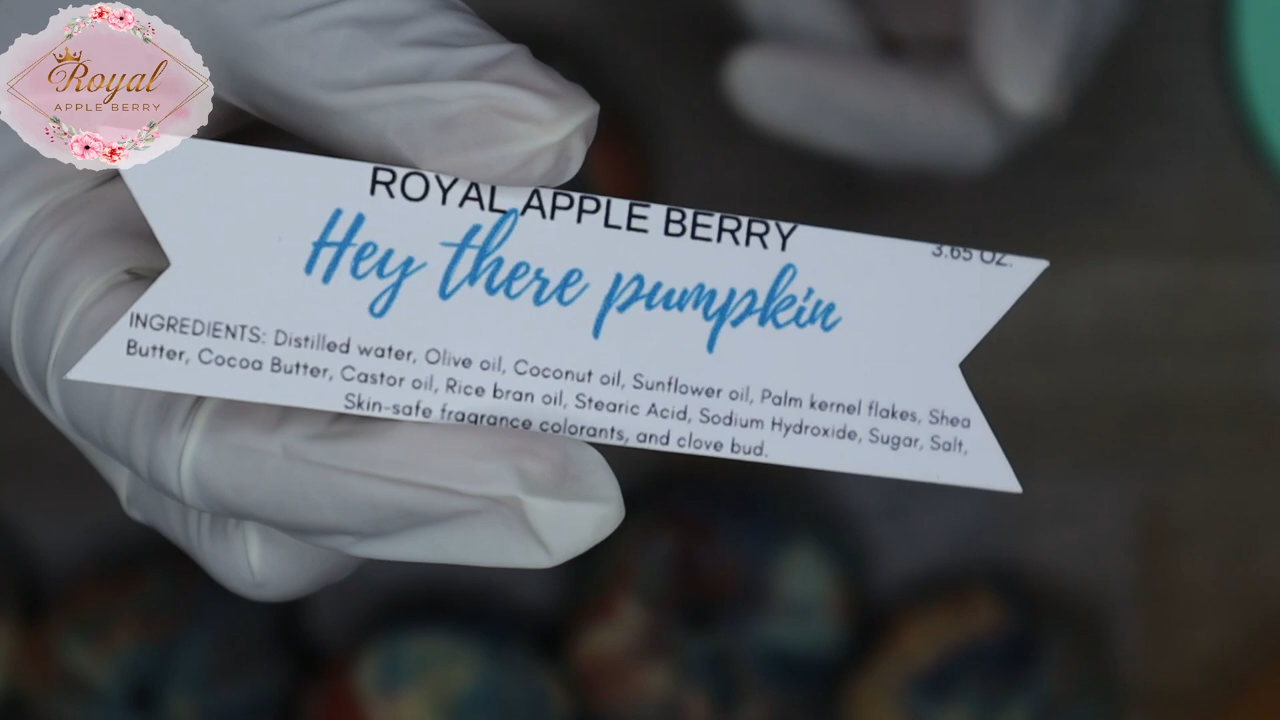 Royal
APPLE BERRY
ROYAL APPLE BERRY
3.65 OZ.
Hey there pumpkin
INGREDIENTS: Distilled water, Olive oil, Coconut oil, Sunflower oil, Palm kernel flakes, Shea
Butter, Cocoa Butter, Castor oil, Rice bran oil, Stearic Acid, Sodium Hydroxide, Sugar, Salt,
Skin-safe fragrance colorants, and clove bud.